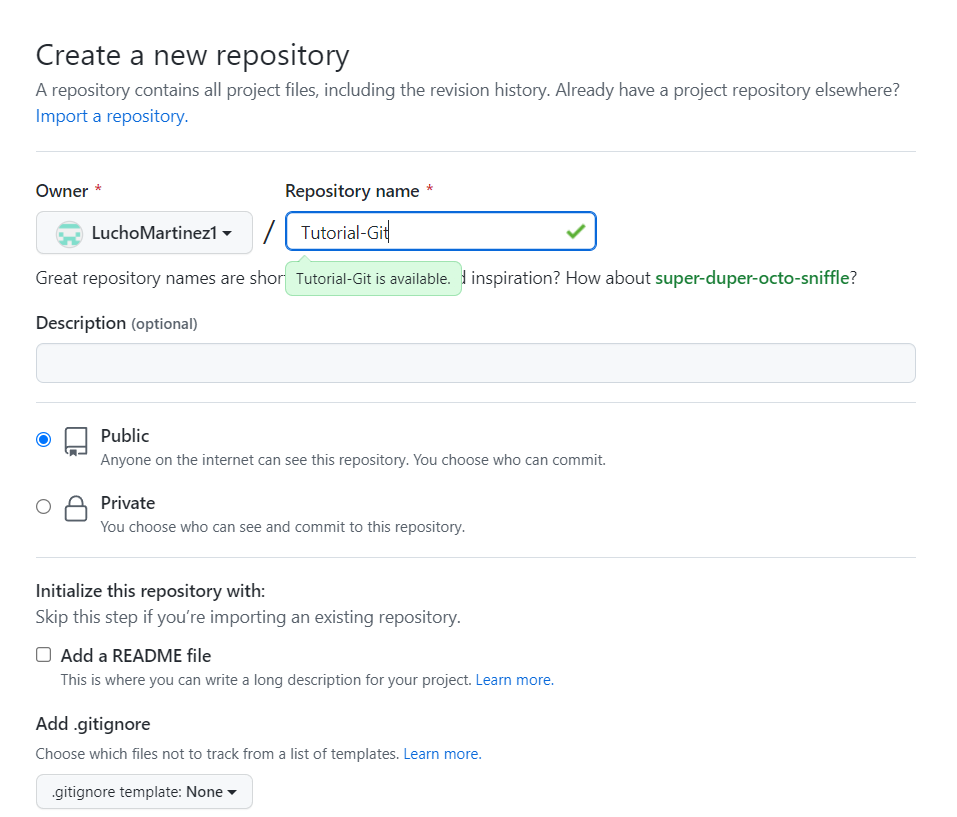 Create a new repository
A repository contains all project files, including the revision history. Already have a project repository elsewhere?
Import a repository.
Owner * Repository name *
LuchoMartinez1 / Tutorial-Git
Great repository names are shor
Tutorial-Git is available.
inspiration? How about super-duper-octo-sniffle?
Description (optional)
Public
Anyone on the internet can see this repository. You choose who can commit.
Private
You choose who can see and commit to this repository.
Initialize this repository with:
Skip this step if you’re importing an existing repository.
Add a README file
This is where you can write a long description for your project. Learn more.
Add .gitignore
Choose which files not to track from a list of templates. Learn more.
.gitignore template: None